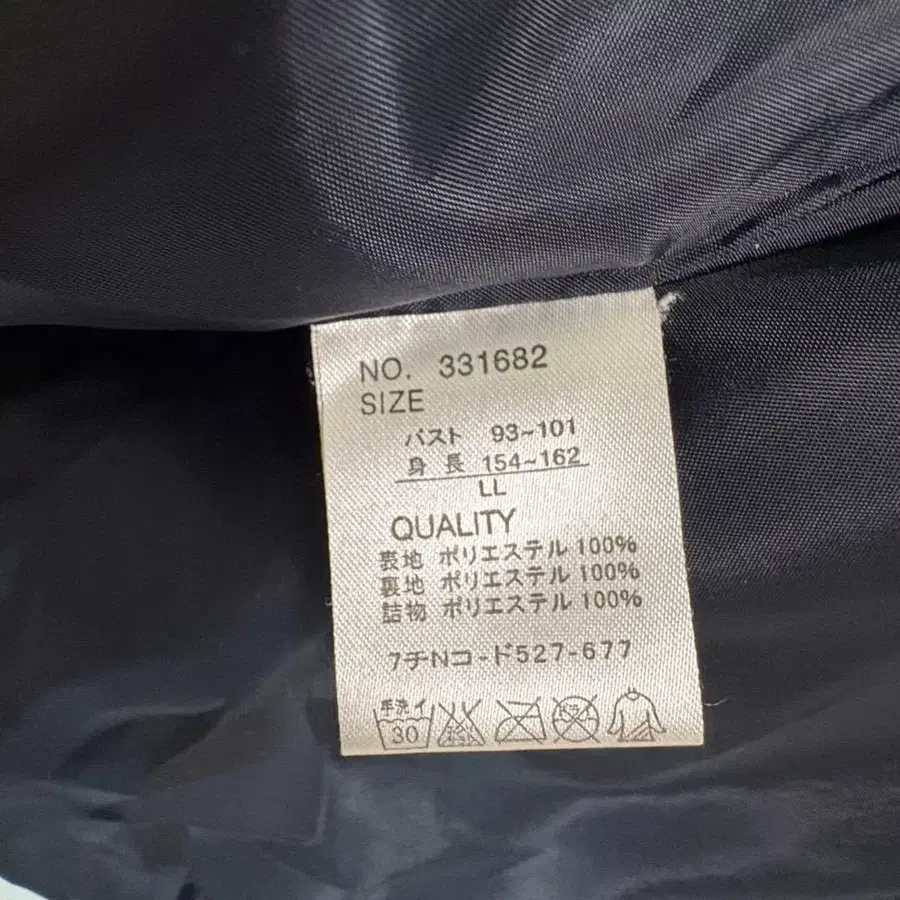 NO. 331682
SIZE
バスト 93~101
身長 154~162
LL
QUALITY
表地 ポリエステル 100%
裏地 ポリエステル 100%
詰物 ポリエステル 100%
7チNコ-ド527-677
手洗イ
30